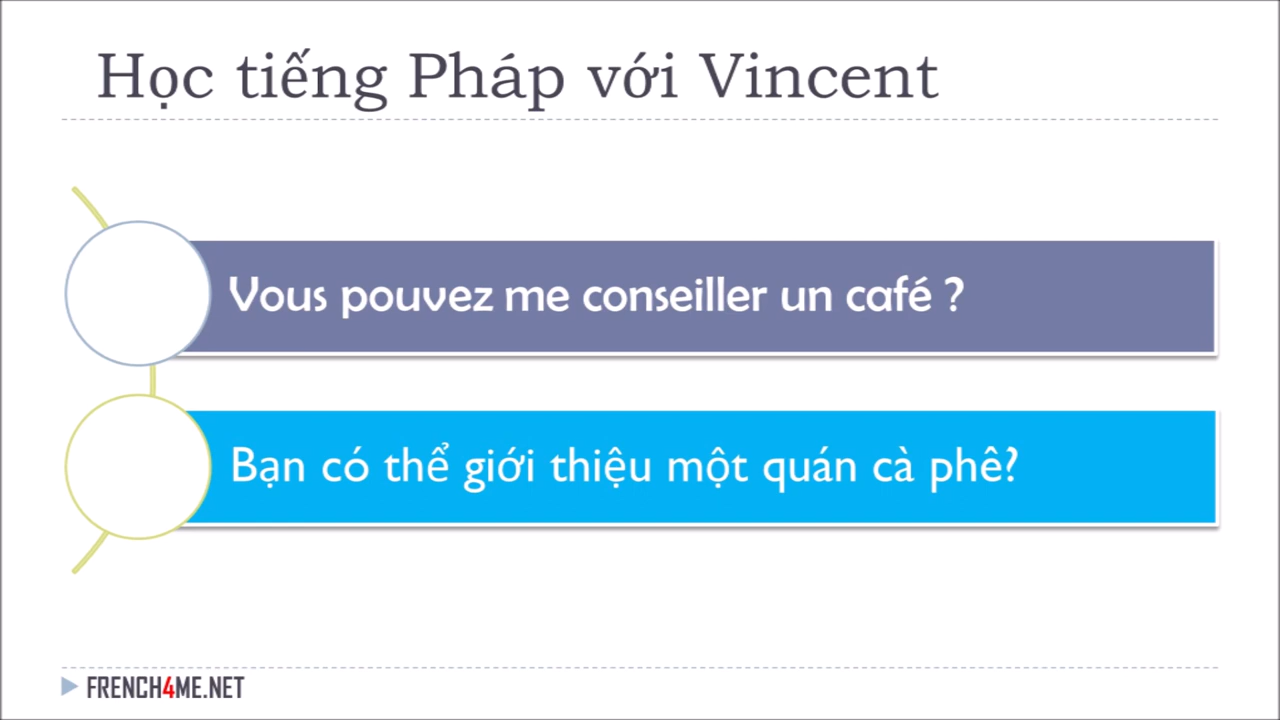 Học tiếng Pháp với Vincent
Vous pouvez me conseiller un café ?
Bạn có thể giới thiệu một quán cà phê?
FRENCH4ME.NET